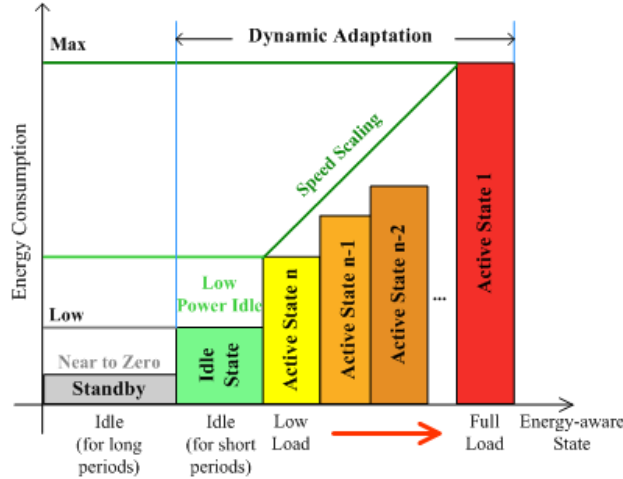 Dynamic Adaptation
Max
Energy Consumption
Speed Scaling
Low
Power Idle
Low
Near to Zero
Standby
Idle
State
Active State n
Active State n-1
Active State n-2
...
Active State 1
Idle
(for long
periods)
Idle
(for short
periods)
Low
Load
Full
Load
Energy-aware
State